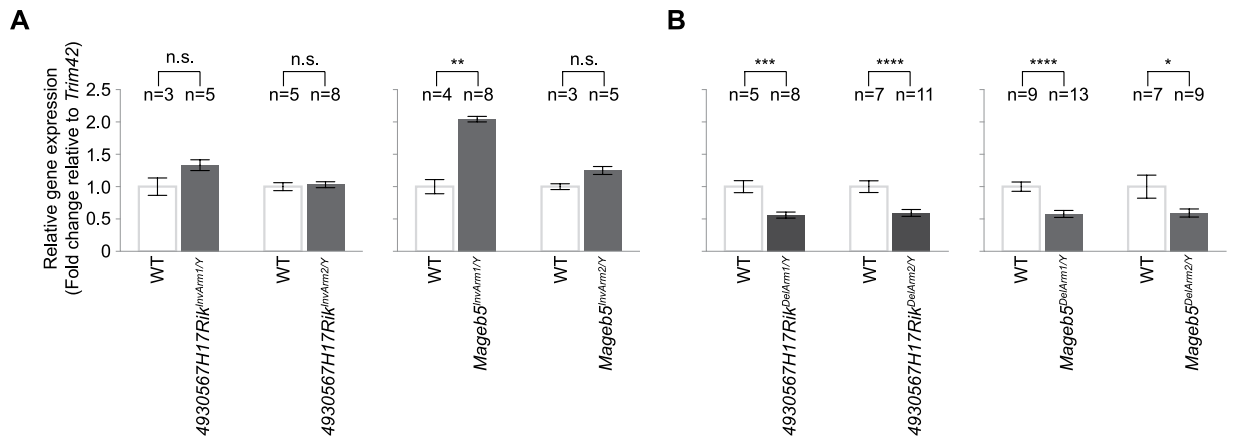 A
Relative gene expression
(Fold change relative to Trim42)
2.5
2.0
1.5
1.0
0.5
0
n.s.
n=3 n=5
n.s.
n=5 n=8
**
n=4 n=8
n.s.
n=3 n=5
WT
4930567H17Rik^InvArm1/Y
WT
4930567H17Rik^InvArm2/Y
WT
Mageb5^InvArm1/Y
WT
Mageb5^InvArm2/Y
B
***
n=5 n=8
****
n=7 n=11
****
n=9 n=13
*
n=7 n=9
WT
4930567H17Rik^DelArm1/Y
WT
4930567H17Rik^DelArm2/Y
WT
Mageb5^DelArm1/Y
WT
Mageb5^DelArm2/Y